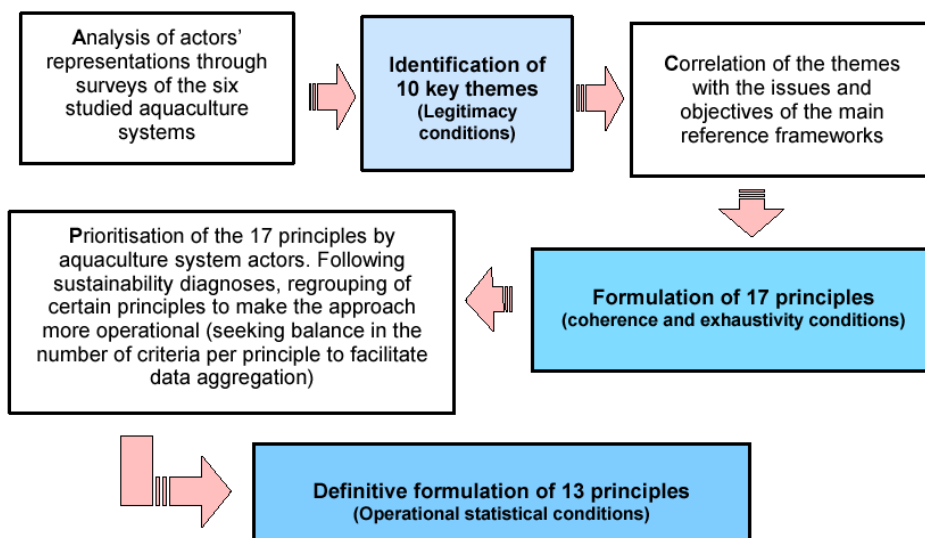 Analysis of actors'
representations through
surveys of the six
studied aquaculture
systems
Identification of
10 key themes
(Legitimacy
conditions)
Correlation of the themes
with the issues and
objectives of the main
reference frameworks
Prioritisation of the 17 principles by
aquaculture system actors. Following
sustainability diagnoses, regrouping of
certain principles to make the approach
more operational (seeking balance in the
number of criteria per principle to facilitate
data aggregation)
Formulation of 17 principles
(coherence and exhaustivity conditions)
Definitive formulation of 13 principles
(Operational statistical conditions)